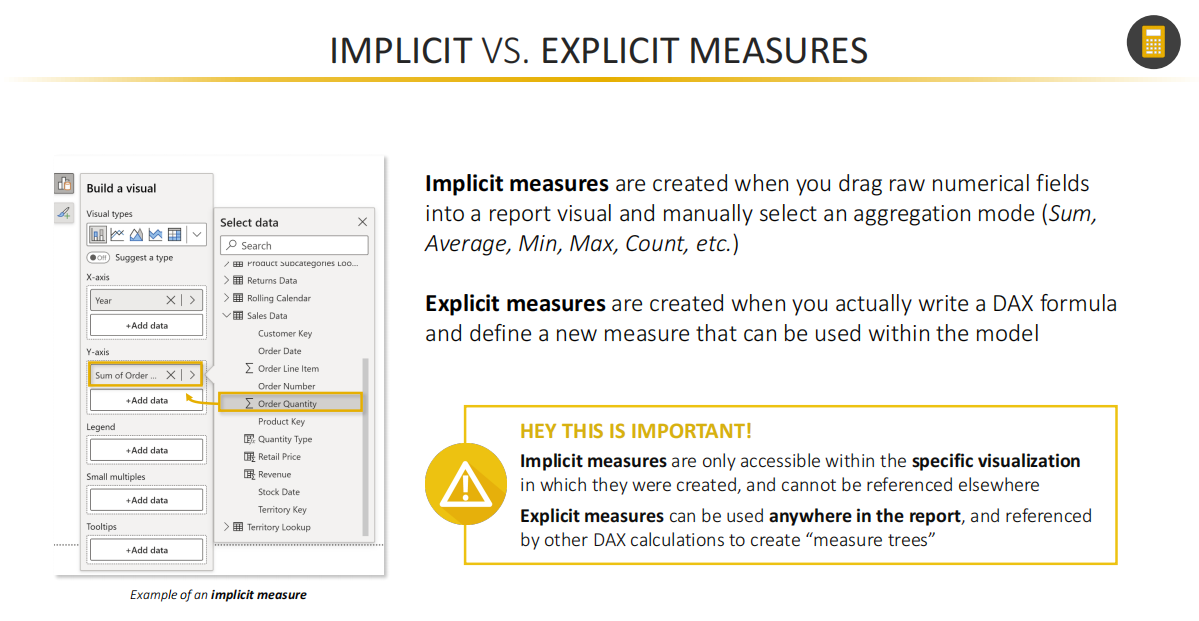 IMPLICIT VS. EXPLICIT MEASURES
Build a visual
Visual types
Off
Suggest a type
X-axis
Year
+Add data
Y-axis
Sum of Order ...
+Add data
Legend
+Add data
Small multiples
+Add data
Tooltips
+Add data
Select data
Search
Product Subcategories Loo...
Returns Data
Rolling Calendar
Sales Data
Customer Key
Order Date
Order Line Item
Order Number
Order Quantity
Product Key
Quantity Type
Retail Price
Revenue
Stock Date
Territory Key
Territory Lookup
Example of an implicit measure
Implicit measures are created when you drag raw numerical fields
into a report visual and manually select an aggregation mode (Sum,
Average, Min, Max, Count, etc.)
Explicit measures are created when you actually write a DAX formula
and define a new measure that can be used within the model
HEY THIS IS IMPORTANT!
Implicit measures are only accessible within the specific visualization
in which they were created, and cannot be referenced elsewhere
Explicit measures can be used anywhere in the report, and referenced
by other DAX calculations to create “measure trees”